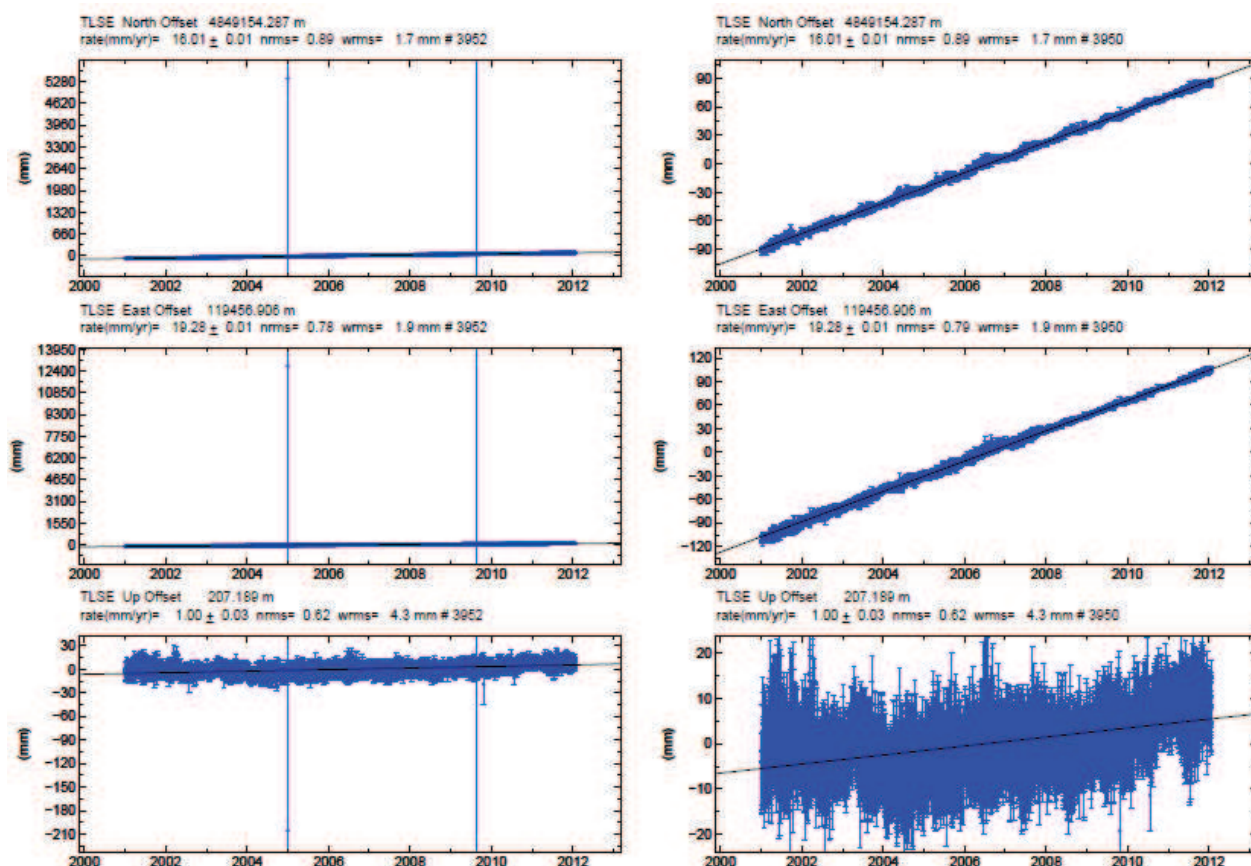 TLSE North Offset 4849154.287 m
rate(mm/yr)= 16.01 ± 0.01 nrms= 0.89 wrms= 1.7 mm # 3952
5280
4620
3960
3300
2640
1980
1320
660
0
(mm)
2000 2002 2004 2006 2008 2010 2012
TLSE East Offset 119456.906 m
rate(mm/yr)= 19.28 ± 0.01 nrms= 0.78 wrms= 1.9 mm # 3952
13950
12400
10850
9300
7750
6200
4650
3100
1550
0
(mm)
2000 2002 2004 2006 2008 2010 2012
TLSE Up Offset 207.189 m
rate(mm/yr)= 1.00 ± 0.03 nrms= 0.62 wrms= 4.3 mm # 3952
30
0
−30
−60
−90
−120
−150
−180
−210
(mm)
2000 2002 2004 2006 2008 2010 2012
TLSE North Offset 4849154.287 m
rate(mm/yr)= 16.01 ± 0.01 nrms= 0.89 wrms= 1.7 mm # 3950
90
60
30
0
−30
−60
−90
(mm)
2000 2002 2004 2006 2008 2010 2012
TLSE East Offset 119456.906 m
rate(mm/yr)= 19.28 ± 0.01 nrms= 0.79 wrms= 1.9 mm # 3950
120
90
60
30
0
−30
−60
−90
−120
(mm)
2000 2002 2004 2006 2008 2010 2012
TLSE Up Offset 207.189 m
rate(mm/yr)= 1.00 ± 0.03 nrms= 0.62 wrms= 4.3 mm # 3950
20
10
0
−10
−20
(mm)
2000 2002 2004 2006 2008 2010 2012